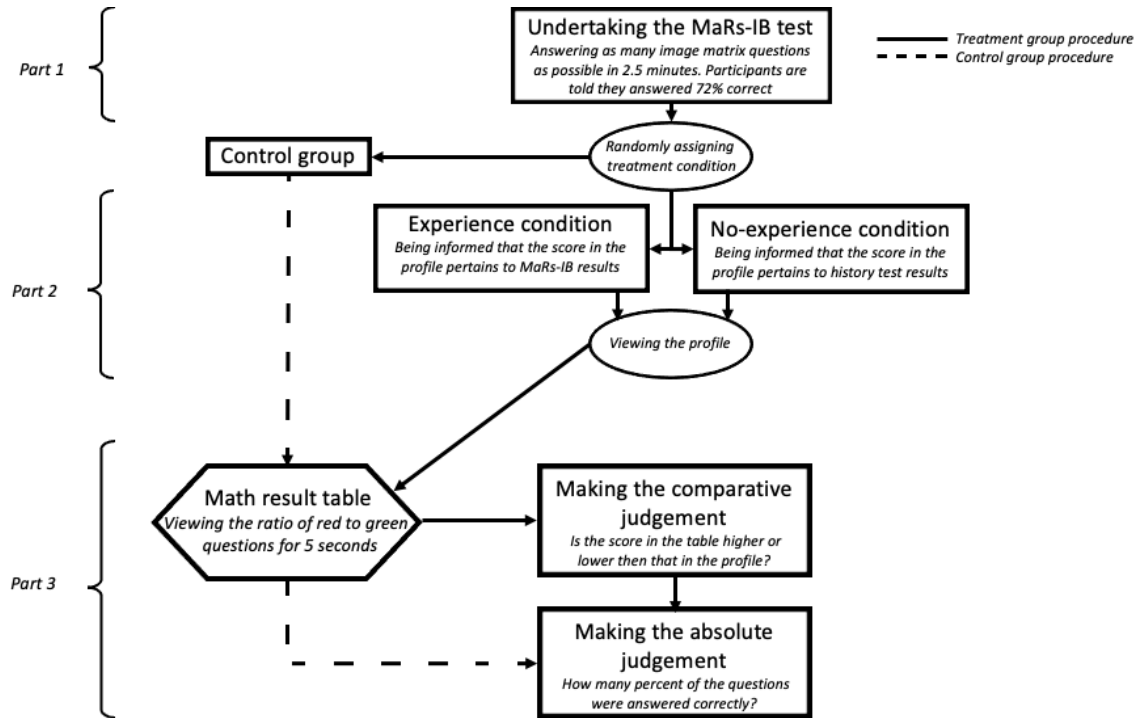 Undertaking the MaRs-IB test
Answering as many image matrix questions
as possible in 2.5 minutes. Participants are
told they answered 72% correct
Treatment group procedure
Control group procedure
Part 1
Randomly assigning
treatment condition
Control group
Experience condition
Being informed that the score in the
profile pertains to MaRs-IB results
No-experience condition
Being informed that the score in the
profile pertains to history test results
Part 2
Viewing the profile
Math result table
Viewing the ratio of red to green
questions for 5 seconds
Making the comparative
judgement
Is the score in the table higher or
lower then that in the profile?
Part 3
Making the absolute
judgement
How many percent of the questions
were answered correctly?